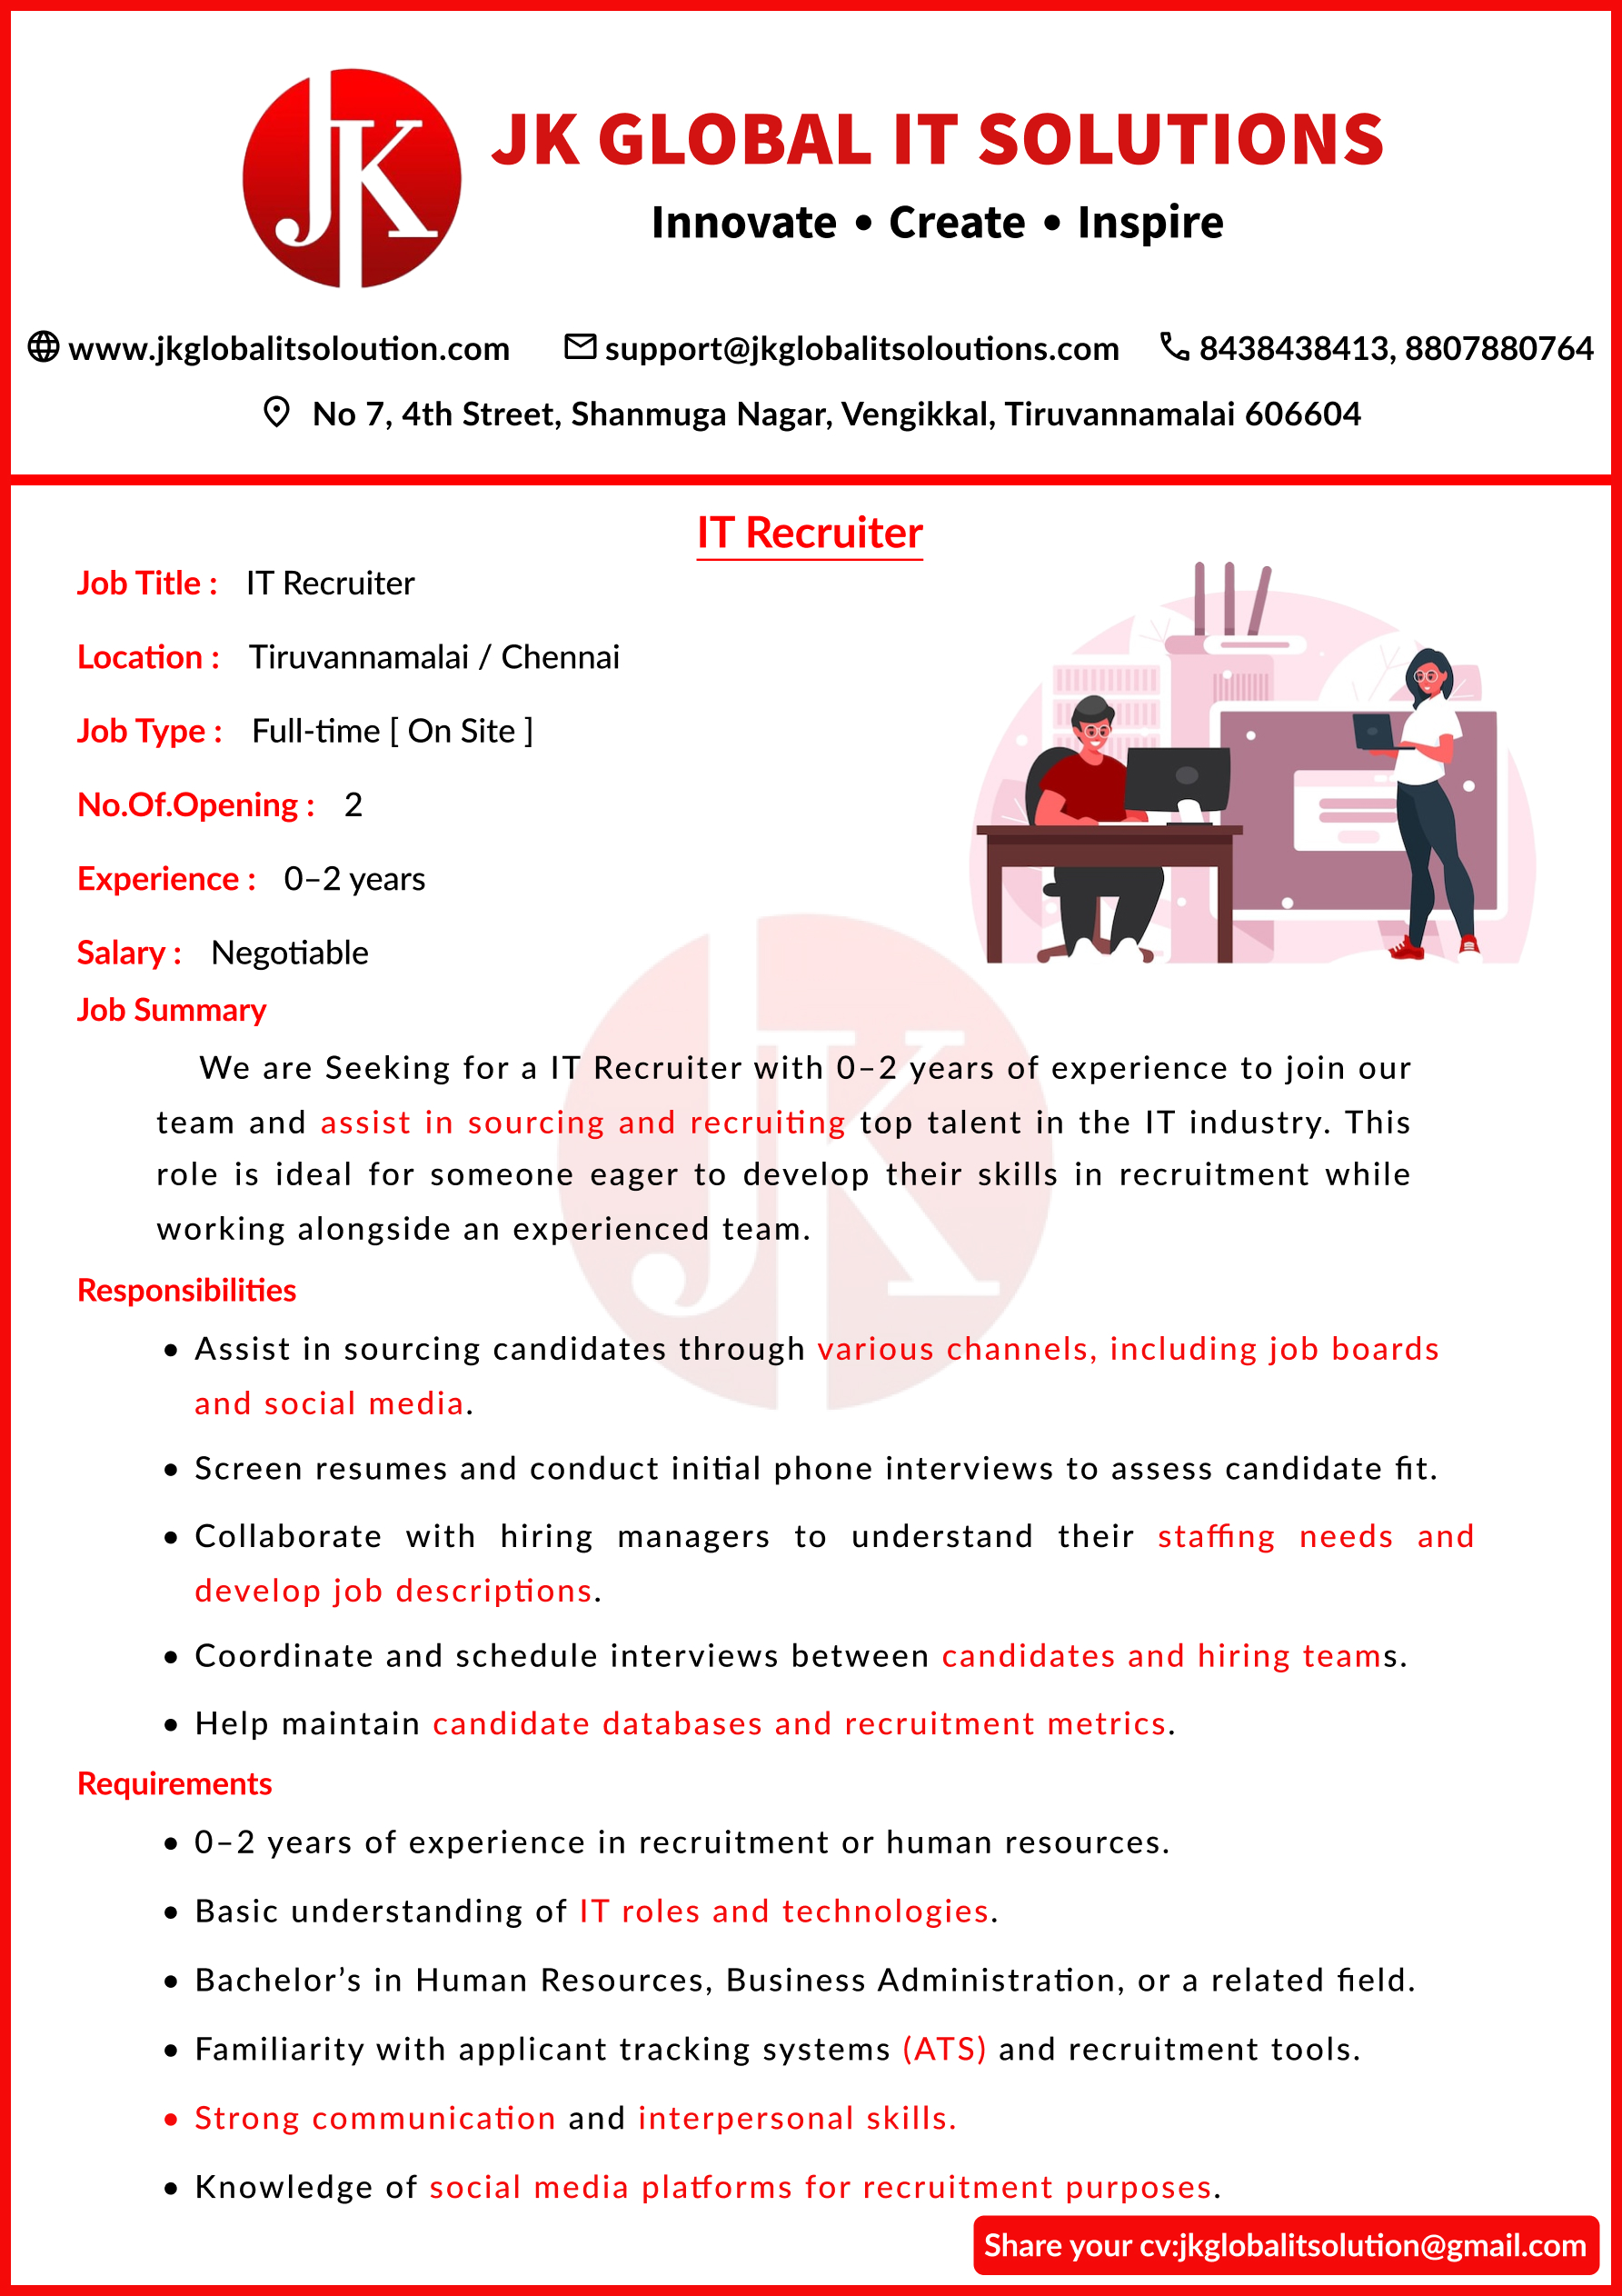 JK
JK GLOBAL IT SOLUTIONS
Innovate • Create • Inspire
www.jkglobalitsoloution.com support@jkglobalitsoloutions.com 8438438413, 8807880764
No 7, 4th Street, Shanmuga Nagar, Vengikkal, Tiruvannamalai 606604
IT Recruiter
Job Title : IT Recruiter
Location : Tiruvannamalai / Chennai
Job Type : Full-time [ On Site ]
No.Of.Opening : 2
Experience : 0–2 years
Salary : Negotiable
Job Summary
We are Seeking for a IT Recruiter with 0–2 years of experience to join our
team and assist in sourcing and recruiting top talent in the IT industry. This
role is ideal for someone eager to develop their skills in recruitment while
working alongside an experienced team.
JK
Responsibilities
• Assist in sourcing candidates through various channels, including job boards
and social media.
• Screen resumes and conduct initial phone interviews to assess candidate fit.
• Collaborate with hiring managers to understand their staffing needs and
develop job descriptions.
• Coordinate and schedule interviews between candidates and hiring teams.
• Help maintain candidate databases and recruitment metrics.
Requirements
• 0–2 years of experience in recruitment or human resources.
• Basic understanding of IT roles and technologies.
• Bachelor’s in Human Resources, Business Administration, or a related field.
• Familiarity with applicant tracking systems (ATS) and recruitment tools.
• Strong communication and interpersonal skills.
• Knowledge of social media platforms for recruitment purposes.
Share your cv:jkglobalitsolution@gmail.com